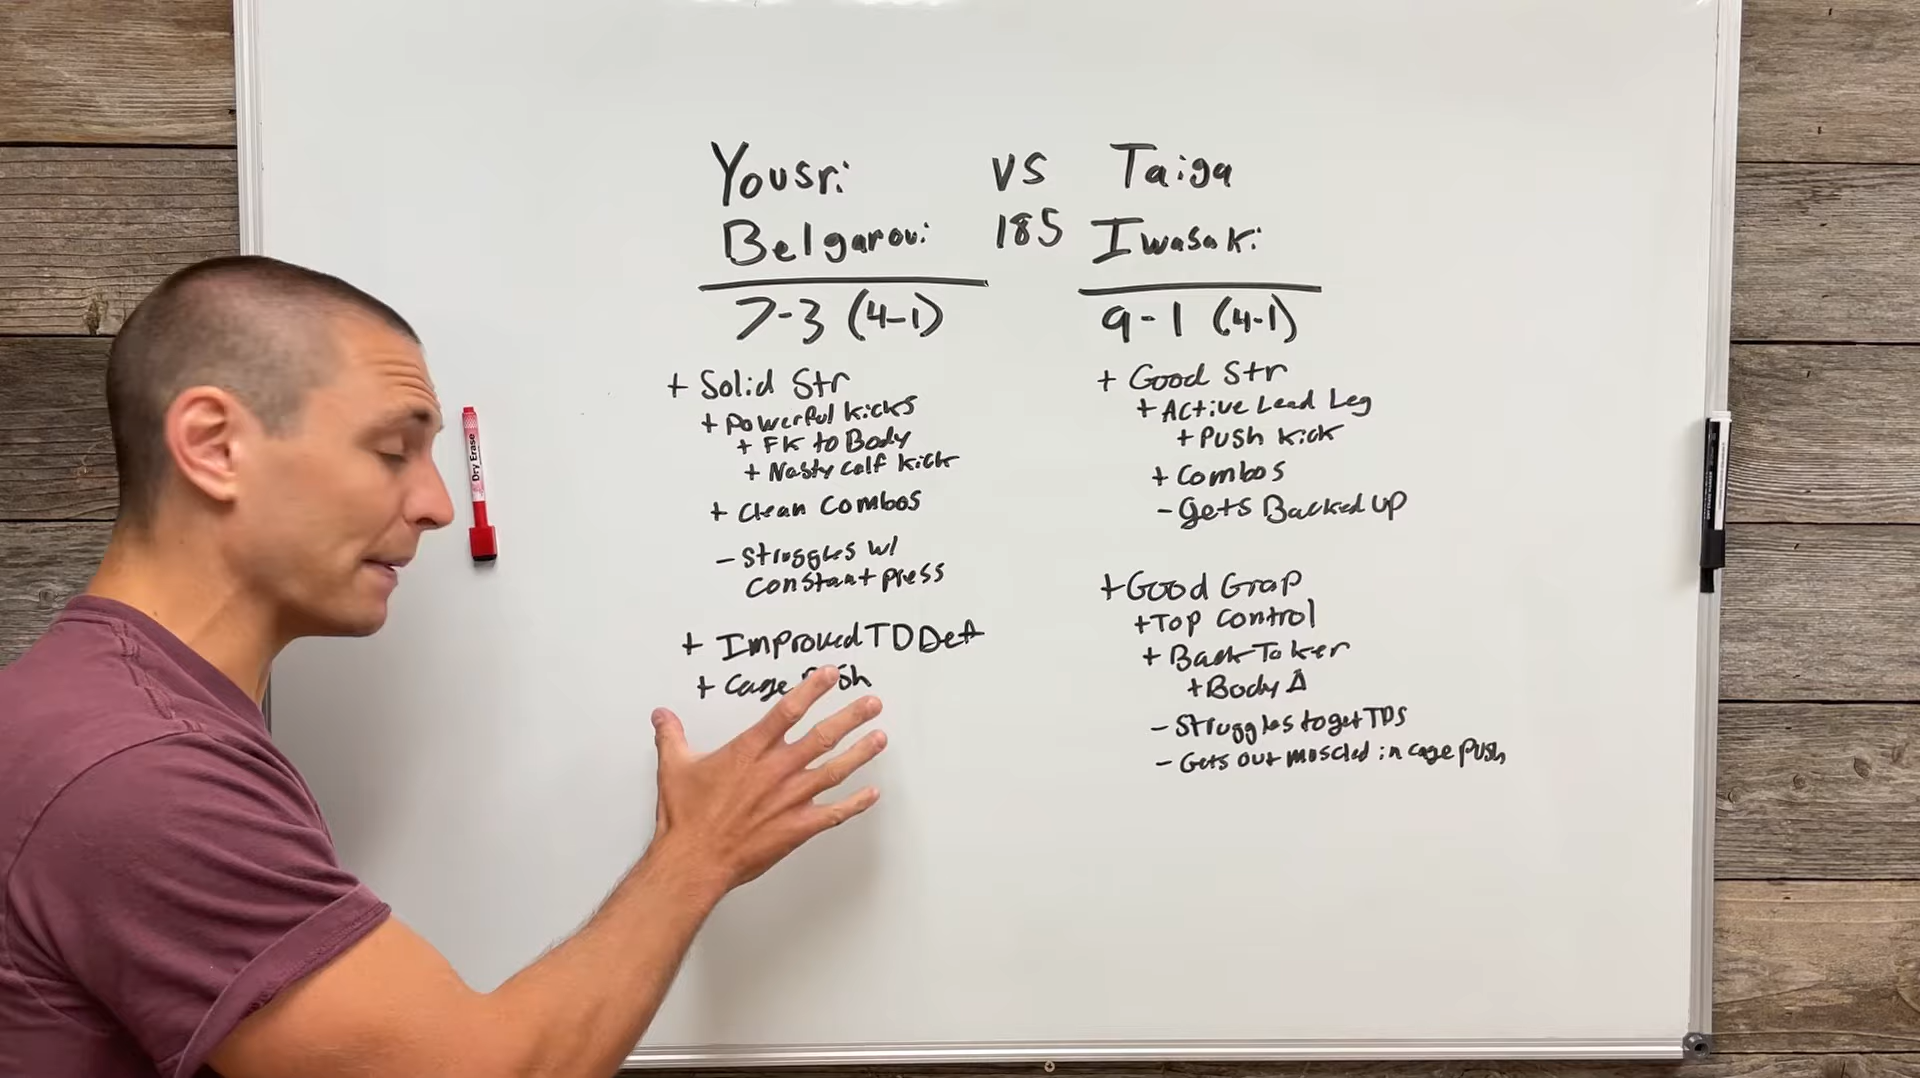 Yousri vs Taiga
Belgaroui 185 Iwasaki
7-3 (4-1)
+ Solid Str
+ Powerful kicks
+ FK to Body
+ Nasty calf kick
+ Clean Combos
- Struggles w/
constant press
+ Improved TD Def
+ Cage
9-1 (4-1)
+ Good Str
+ Active Lead Leg
+ Push kick
+ Combos
- Gets Backed up
+ Good Grap
+ Top Control
+ Back Taker
+ Body Δ
- Struggles to get TDs
- Gets out muscled in cage push
Dry Erase